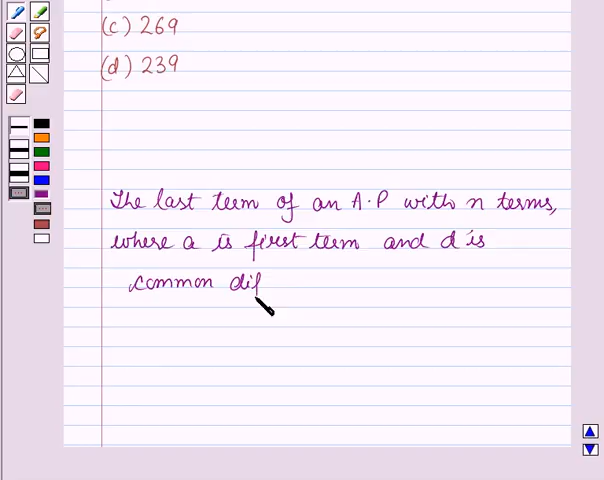 (c) 269
(d) 239
The last term of an A.P with n terms,
where a is first term and d is
common dif